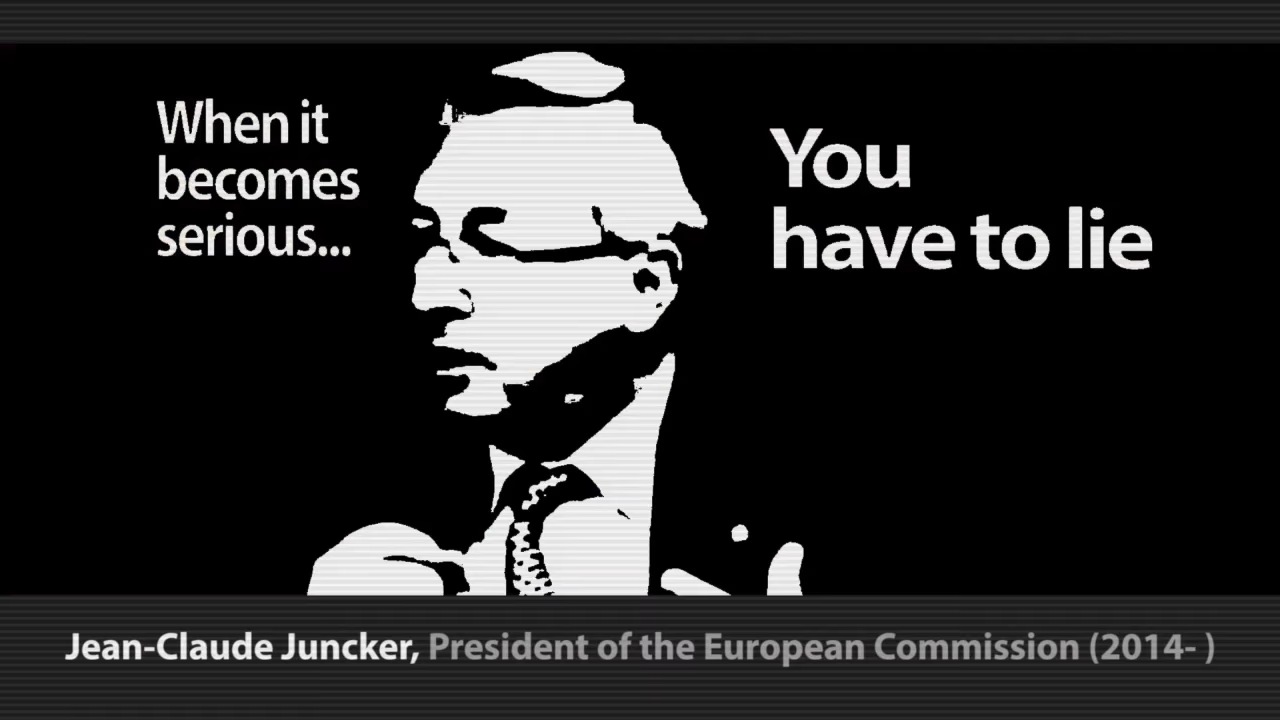 When it
becomes
serious...
You
have to lie
Jean-Claude Juncker, President of the European Commission (2014- )